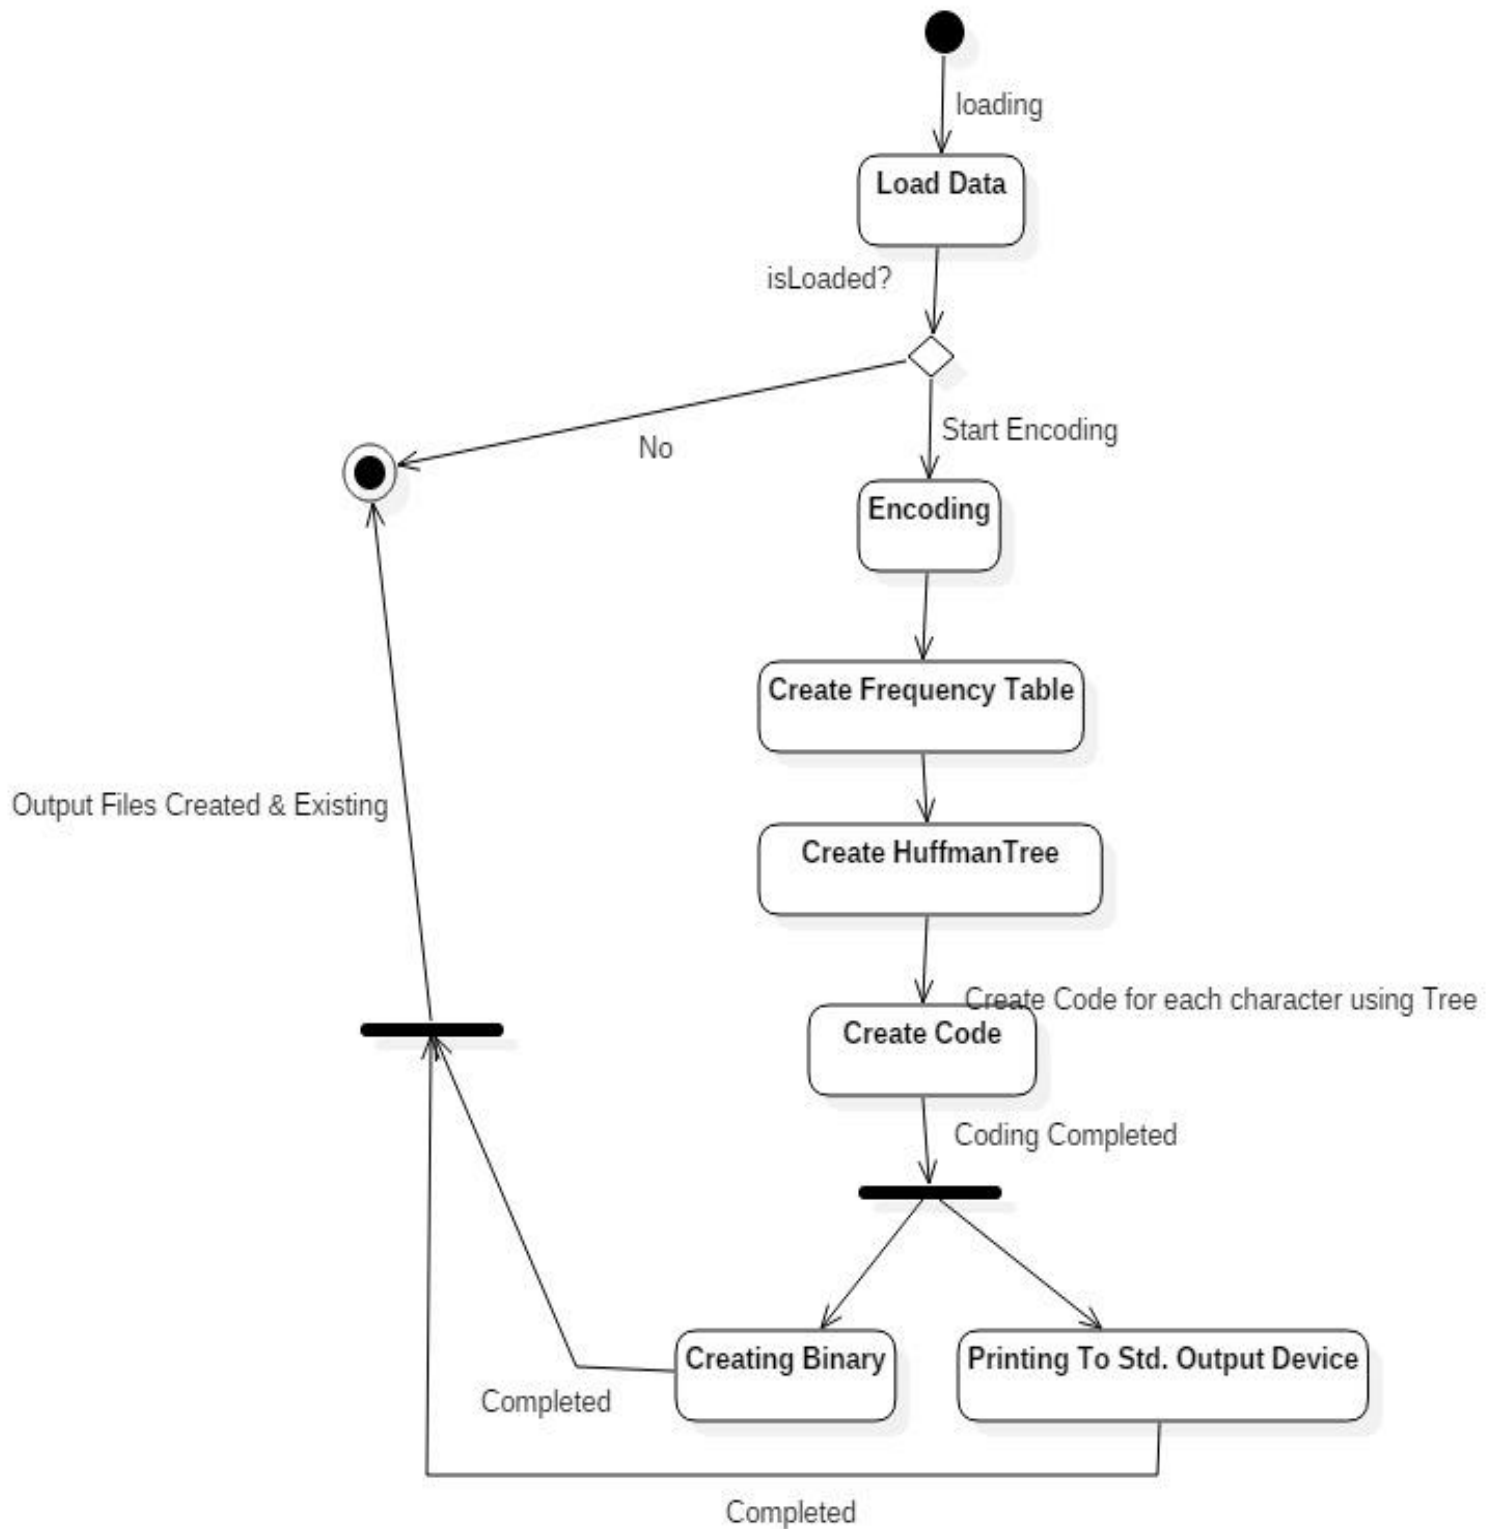 loading
Load Data
isLoaded?
No
Start Encoding
Encoding
Create Frequency Table
Output Files Created & Existing
Create HuffmanTree
Create Code for each character using Tree
Create Code
Coding Completed
Creating Binary
Printing To Std. Output Device
Completed
Completed